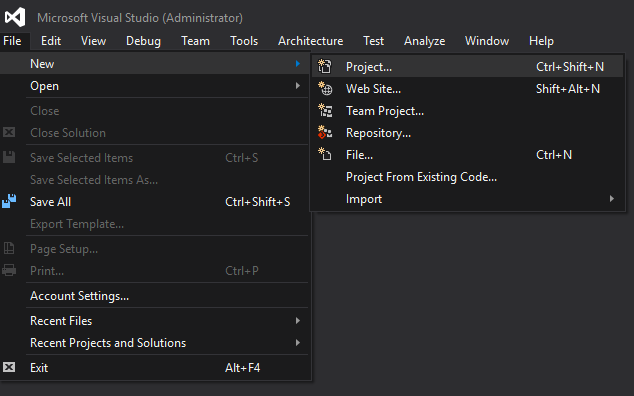 Microsoft Visual Studio (Administrator)
File Edit View Debug Team Tools Architecture Test Analyze Window Help
New
Open
Close
Close Solution
Save Selected Items Ctrl+S
Save Selected Items As...
Save All Ctrl+Shift+S
Export Template...
Page Setup...
Print... Ctrl+P
Account Settings...
Recent Files
Recent Projects and Solutions
Exit Alt+F4
Project... Ctrl+Shift+N
Web Site... Shift+Alt+N
Team Project...
Repository...
File... Ctrl+N
Project From Existing Code...
Import